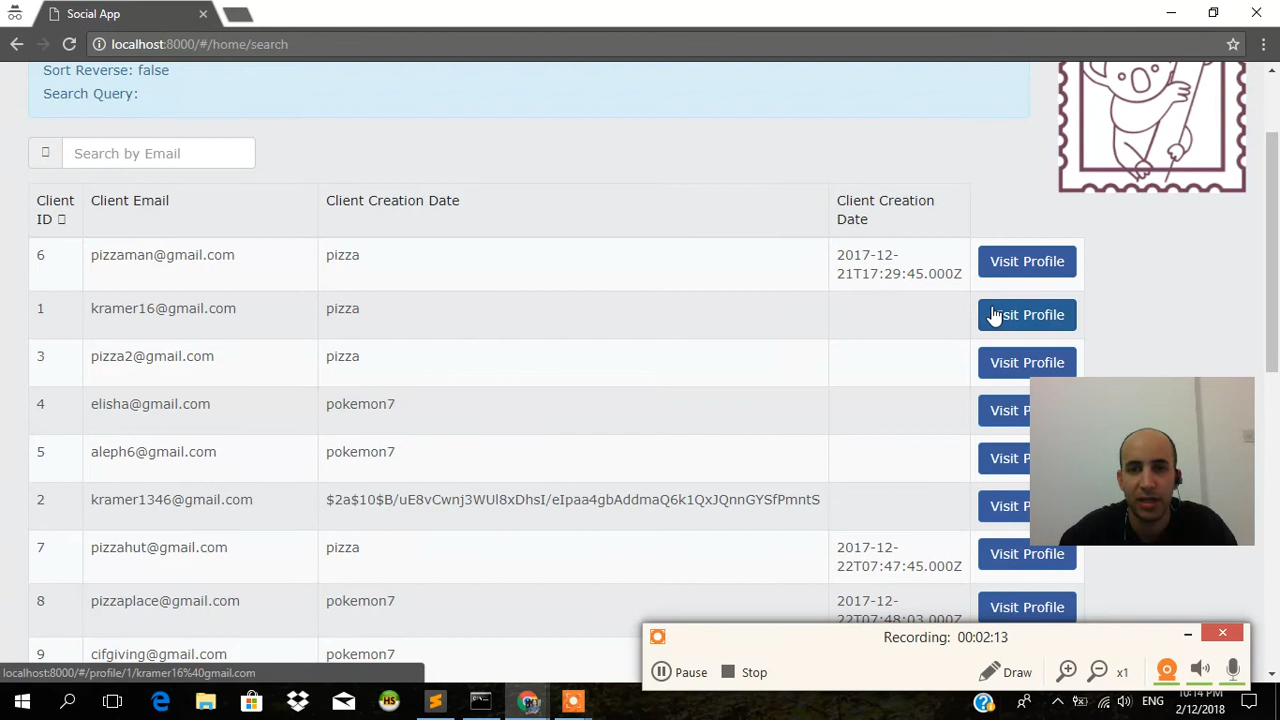 Social App
localhost:8000/#/home/search
Sort Reverse: false
Search Query:
Search by Email
Client ID
Client Email
Client Creation Date
Client Creation Date
6 pizzaman@gmail.com pizza 2017-12-21T17:29:45.000Z Visit Profile
1 kramer16@gmail.com pizza Visit Profile
3 pizza2@gmail.com pizza Visit Profile
4 elisha@gmail.com pokemon7 Visit P
5 aleph6@gmail.com pokemon7 Visit P
2 kramer1346@gmail.com $2a$10$B/uE8vCwnj3WUl8xDhsI/eIpaa4gbAddmaQ6k1QxJQnnGYSfPmntS Visit P
7 pizzahut@gmail.com pizza 2017-12-22T07:47:45.000Z Visit Profile
8 pizzaplace@gmail.com pokemon7 2017-12-22T07:48:03.000Z Visit Profile
9 cifgiving@gmail.com pokemon7
Recording: 00:02:13
Pause Stop Draw x1
localhost:8000/#/profile/1/kramer16%40gmail.com
HS
ENG
10:14 PM
2/12/2018